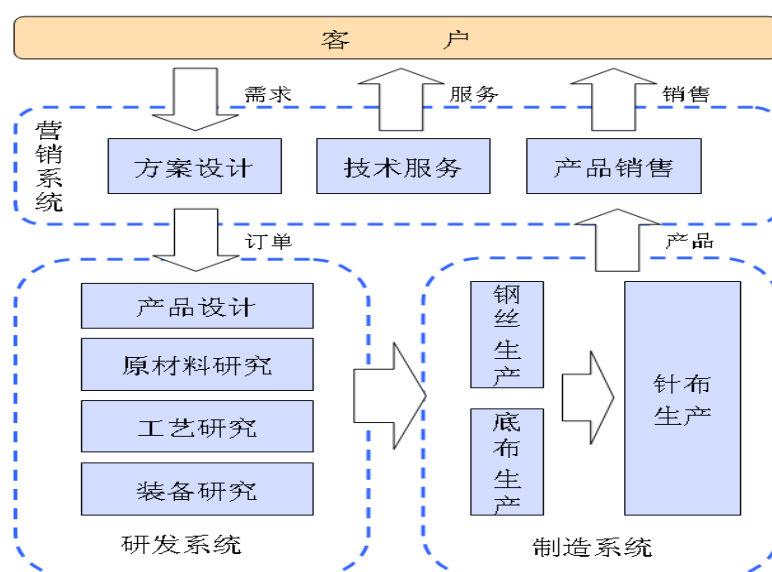 客 户
需求
服务
销售
营销系统
方案设计
技术服务
产品销售
订单
产品
产品设计
原材料研究
工艺研究
装备研究
研发系统
钢丝生产
底布生产
针布生产
制造系统